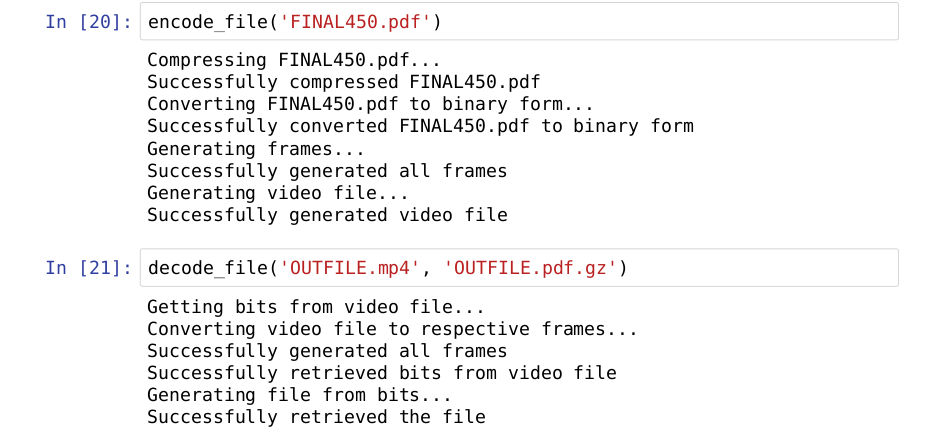 In [20]: encode_file('FINAL450.pdf')
Compressing FINAL450.pdf...
Successfully compressed FINAL450.pdf
Converting FINAL450.pdf to binary form...
Successfully converted FINAL450.pdf to binary form
Generating frames...
Successfully generated all frames
Generating video file...
Successfully generated video file
In [21]: decode_file('OUTFILE.mp4', 'OUTFILE.pdf.gz')
Getting bits from video file...
Converting video file to respective frames...
Successfully generated all frames
Successfully retrieved bits from video file
Generating file from bits...
Successfully retrieved the file